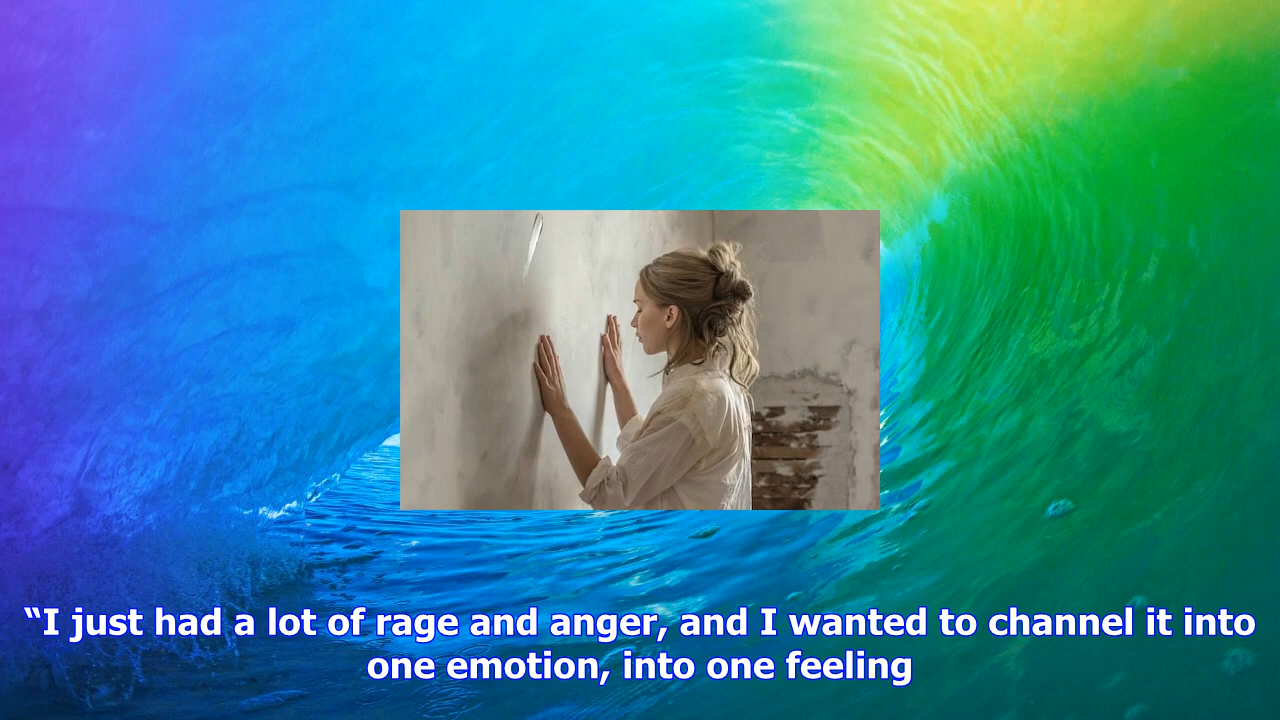 “I just had a lot of rage and anger, and I wanted to channel it into
one emotion, into one feeling